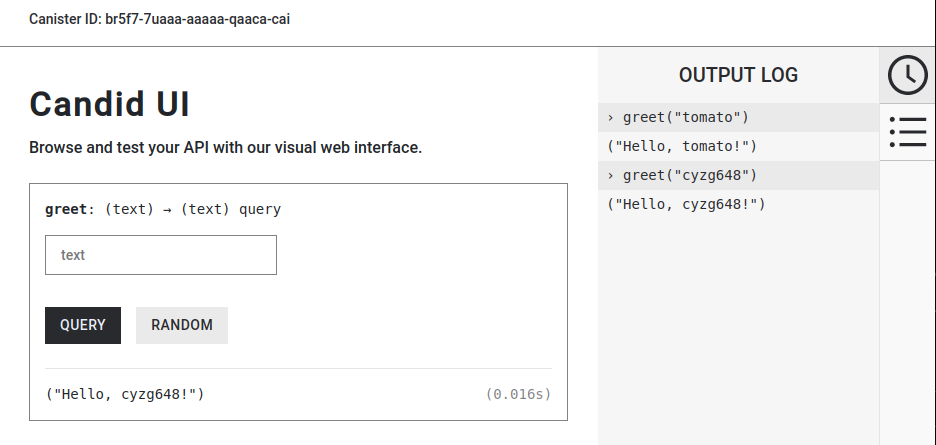 Canister ID: br5f7-7uaaa-aaaaa-qaaca-cai
Candid UI
Browse and test your API with our visual web interface.
greet: (text) → (text) query
text
QUERY
RANDOM
("Hello, cyzg648!")
(0.016s)
OUTPUT LOG
› greet("tomato")
("Hello, tomato!")
› greet("cyzg648")
("Hello, cyzg648!")